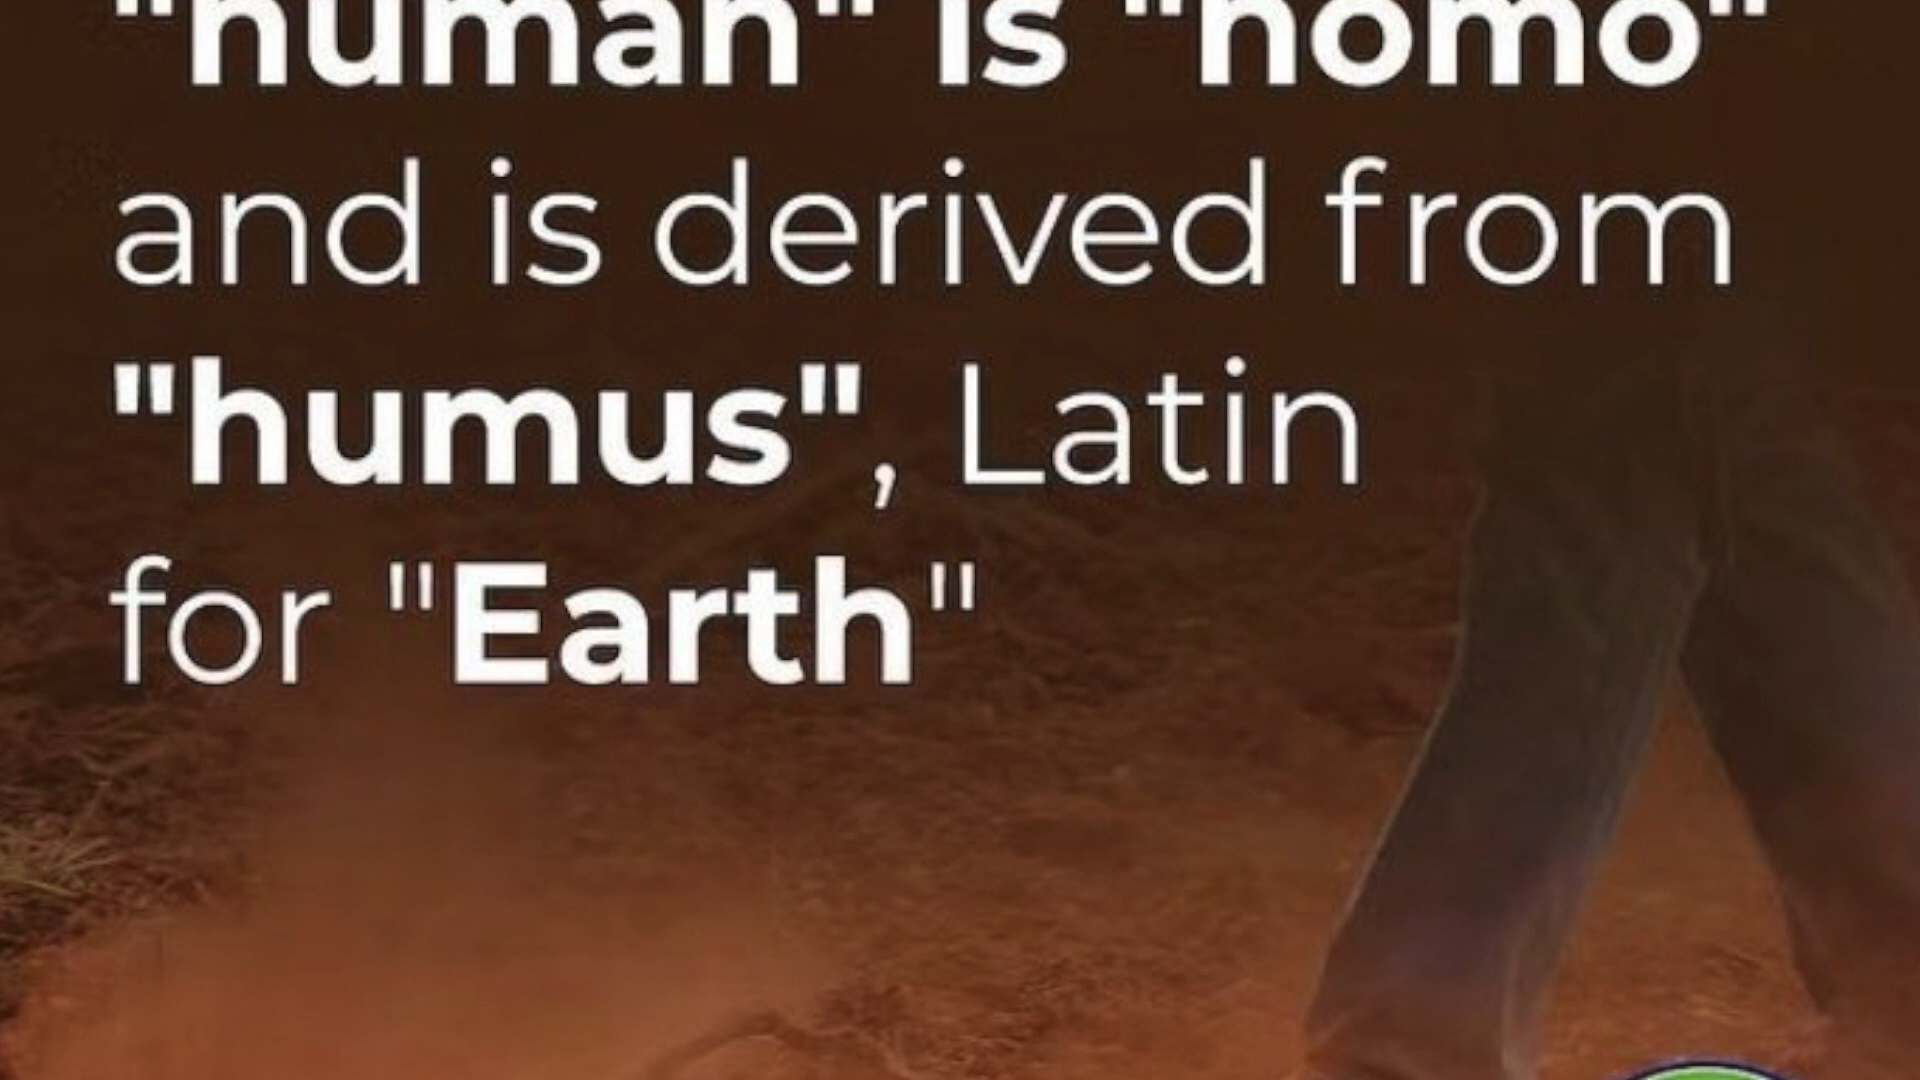 "human" is "homo"
and is derived from
"humus", Latin
for "Earth"